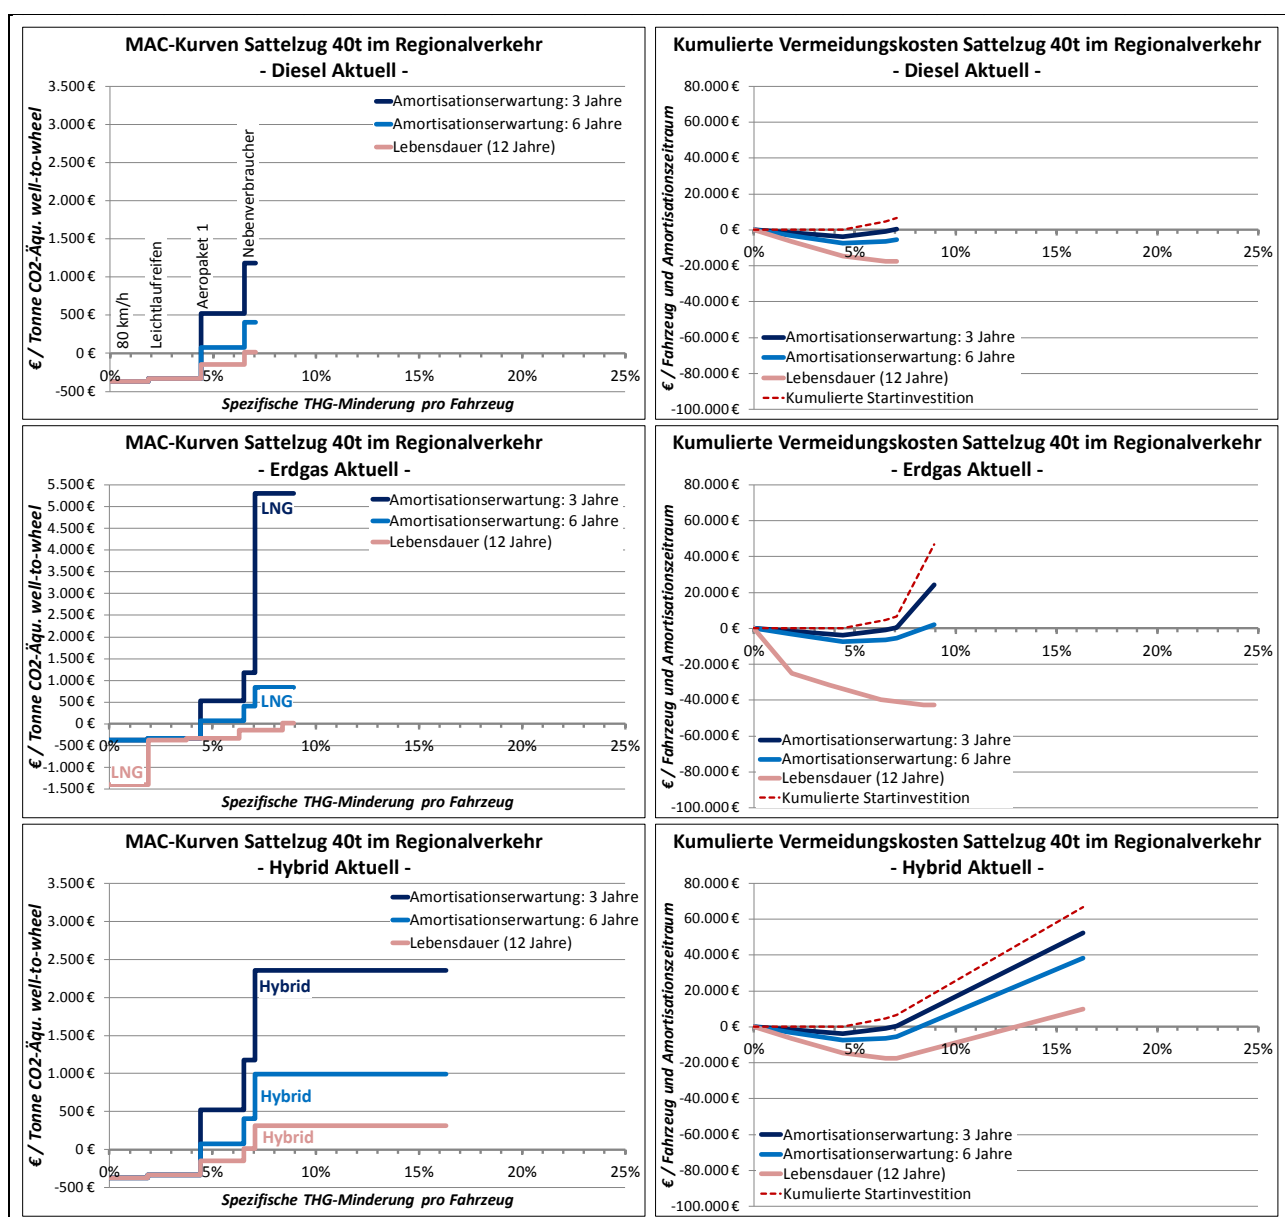 MAC-Kurven Sattelzug 40t im Regionalverkehr
- Diesel Aktuell -
€ / Tonne CO2-Äqu. well-to-wheel
3.500 €
3.000 €
2.500 €
2.000 €
1.500 €
1.000 €
500 €
0 €
-500 €
Amortisationserwartung: 3 Jahre
Amortisationserwartung: 6 Jahre
Lebensdauer (12 Jahre)
80 km/h
Leichtlaufreifen
Aeropaket 1
Nebenverbraucher
0% 5% 10% 15% 20% 25%
Spezifische THG-Minderung pro Fahrzeug
Kumulierte Vermeidungskosten Sattelzug 40t im Regionalverkehr
- Diesel Aktuell -
€ / Fahrzeug und Amortisationszeitraum
80.000 €
60.000 €
40.000 €
20.000 €
0 €
-20.000 €
-40.000 €
-60.000 €
-80.000 €
-100.000 €
0% 5% 10% 15% 20% 25%
Amortisationserwartung: 3 Jahre
Amortisationserwartung: 6 Jahre
Lebensdauer (12 Jahre)
Kumulierte Startinvestition
MAC-Kurven Sattelzug 40t im Regionalverkehr
- Erdgas Aktuell -
€ / Tonne CO2-Äqu. well-to-wheel
5.500 €
5.000 €
4.500 €
4.000 €
3.500 €
3.000 €
2.500 €
2.000 €
1.500 €
1.000 €
500 €
0 €
-500 €
-1.000 €
-1.500 €
Amortisationserwartung: 3 Jahre
Amortisationserwartung: 6 Jahre
Lebensdauer (12 Jahre)
LNG
LNG
LNG
0% 5% 10% 15% 20% 25%
Spezifische THG-Minderung pro Fahrzeug
Kumulierte Vermeidungskosten Sattelzug 40t im Regionalverkehr
- Erdgas Aktuell -
€ / Fahrzeug und Amortisationszeitraum
80.000 €
60.000 €
40.000 €
20.000 €
0 €
-20.000 €
-40.000 €
-60.000 €
-80.000 €
-100.000 €
0% 5% 10% 15% 20% 25%
Amortisationserwartung: 3 Jahre
Amortisationserwartung: 6 Jahre
Lebensdauer (12 Jahre)
Kumulierte Startinvestition
MAC-Kurven Sattelzug 40t im Regionalverkehr
- Hybrid Aktuell -
€ / Tonne CO2-Äqu. well-to-wheel
3.500 €
3.000 €
2.500 €
2.000 €
1.500 €
1.000 €
500 €
0 €
-500 €
Amortisationserwartung: 3 Jahre
Amortisationserwartung: 6 Jahre
Lebensdauer (12 Jahre)
Hybrid
Hybrid
Hybrid
0% 5% 10% 15% 20% 25%
Spezifische THG-Minderung pro Fahrzeug
Kumulierte Vermeidungskosten Sattelzug 40t im Regionalverkehr
- Hybrid Aktuell -
€ / Fahrzeug und Amortisationszeitraum
80.000 €
60.000 €
40.000 €
20.000 €
0 €
-20.000 €
-40.000 €
-60.000 €
-80.000 €
-100.000 €
0% 5% 10% 15% 20% 25%
Amortisationserwartung: 3 Jahre
Amortisationserwartung: 6 Jahre
Lebensdauer (12 Jahre)
Kumulierte Startinvestition